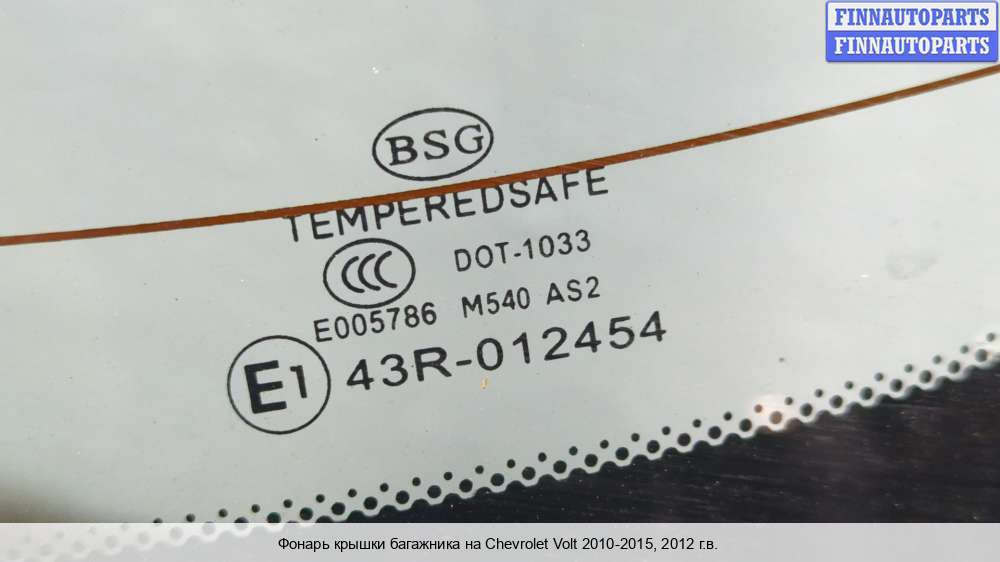 FINNAUTOPARTS
FINNAUTOPARTS
BSG
TEMPEREDSAFE
CCC DOT-1033
E005786 M540 AS2
E1 43R-012454
Фонарь крышки багажника на Chevrolet Volt 2010-2015, 2012 г.в.